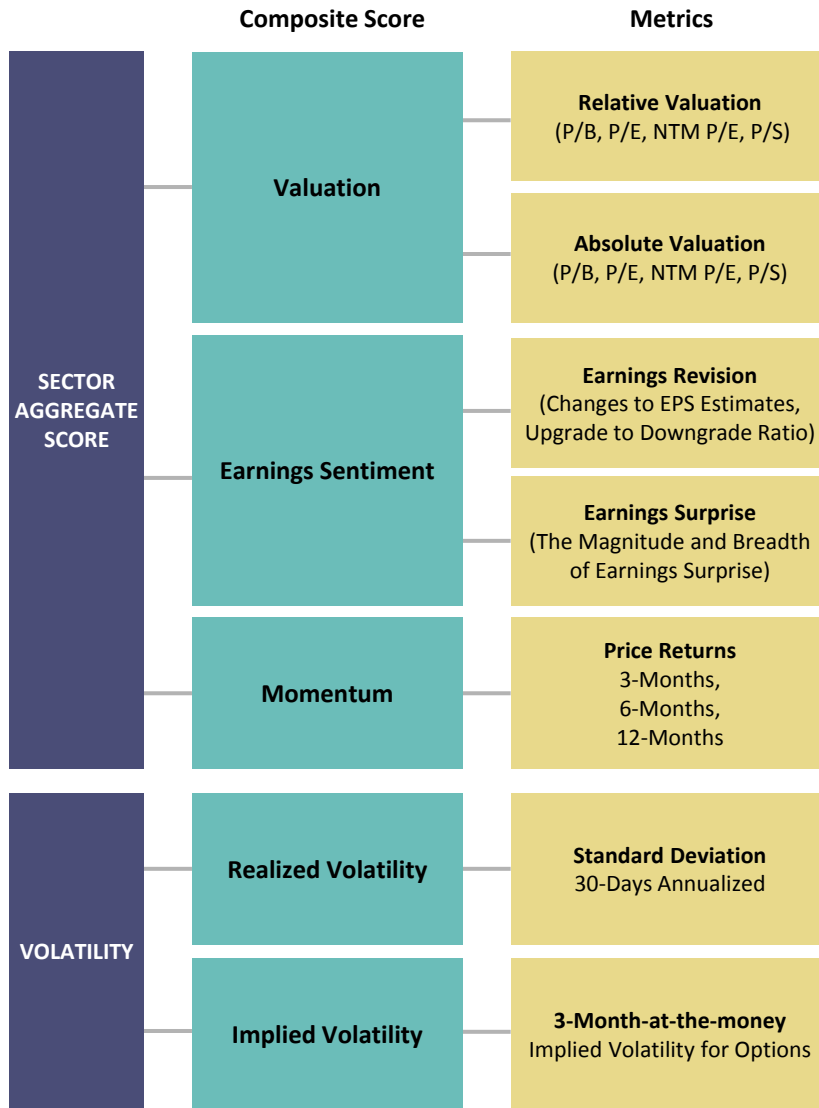 Composite Score
Metrics
SECTOR
AGGREGATE
SCORE
Valuation
Relative Valuation
(P/B, P/E, NTM P/E, P/S)
Absolute Valuation
(P/B, P/E, NTM P/E, P/S)
Earnings Sentiment
Earnings Revision
(Changes to EPS Estimates,
Upgrade to Downgrade Ratio)
Earnings Surprise
(The Magnitude and Breadth
of Earnings Surprise)
Momentum
Price Returns
3-Months,
6-Months,
12-Months
VOLATILITY
Realized Volatility
Standard Deviation
30-Days Annualized
Implied Volatility
3-Month-at-the-money
Implied Volatility for Options